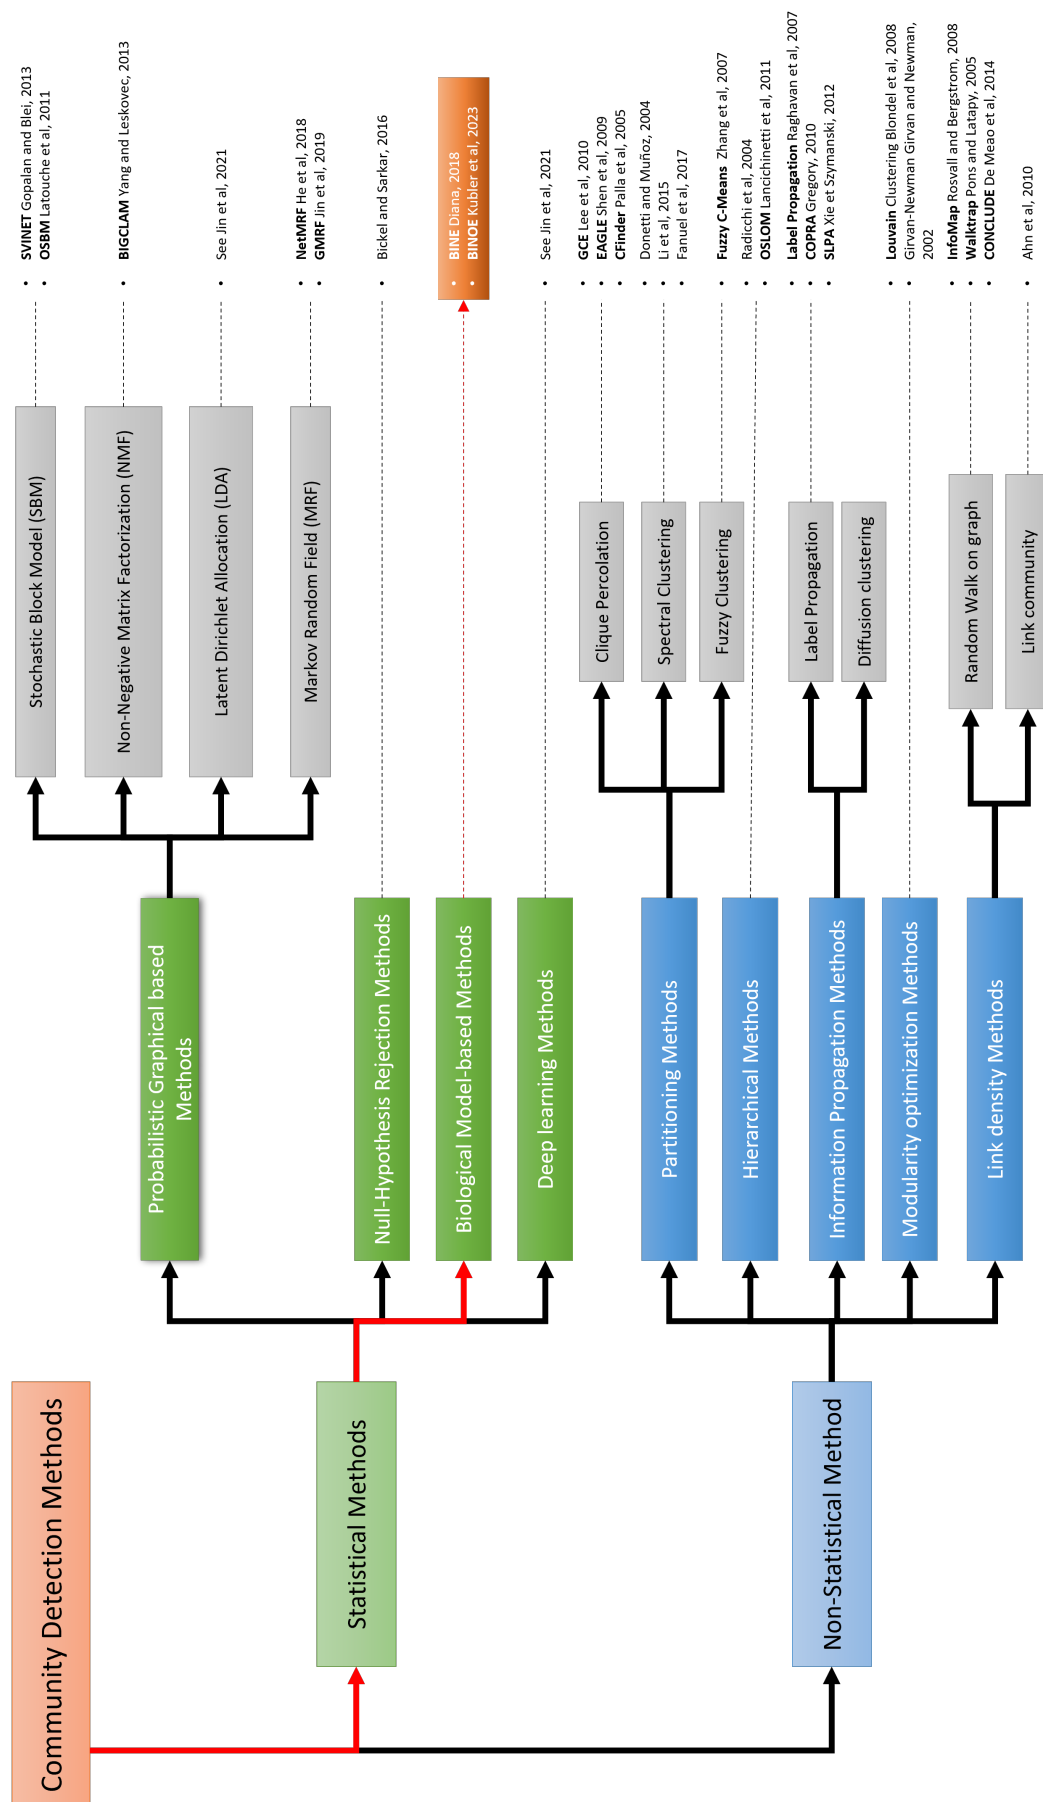 Community Detection Methods
Statistical Methods
Non-Statistical Method
Probabilistic Graphical based
Methods
Null-Hypothesis Rejection Methods
Biological Model-based Methods
Deep learning Methods
Partitioning Methods
Hierarchical Methods
Information Propagation Methods
Modularity optimization Methods
Link density Methods
Stochastic Block Model (SBM)
Non-Negative Matrix Factorization (NMF)
Latent Dirichlet Allocation (LDA)
Markov Random Field (MRF)
Clique Percolation
Spectral Clustering
Fuzzy Clustering
Label Propagation
Diffusion clustering
Random Walk on graph
Link community
• SVINET Gopalan and Blei, 2013
• OSBM Latouche et al, 2011
• BIGCLAM Yang and Leskovec, 2013
• See Jin et al, 2021
• NetMRF He et al, 2018
• GMRF Jin et al, 2019
• Bickel and Sarkar, 2016
• BINE Diana, 2018
• BINOE Kubler et al, 2023
• See Jin et al, 2021
• GCE Lee et al, 2010
• EAGLE Shen et al, 2009
• CFinder Palla et al, 2005
• Donetti and Muñoz, 2004
• Li et al, 2015
• Fanuel et al, 2017
• Fuzzy C-Means Zhang et al, 2007
• Radicchi et al, 2004
• OSLOM Lancichinetti et al, 2011
• Label Propagation Raghavan et al, 2007
• COPRA Gregory, 2010
• SLPA Xie et Szymanski, 2012
• Louvain Clustering Blondel et al, 2008
• Girvan-Newman Girvan and Newman,
2002
• InfoMap Rosvall and Bergstrom, 2008
• Walktrap Pons and Latapy, 2005
• CONCLUDE De Meao et al, 2014
• Ahn et al, 2010